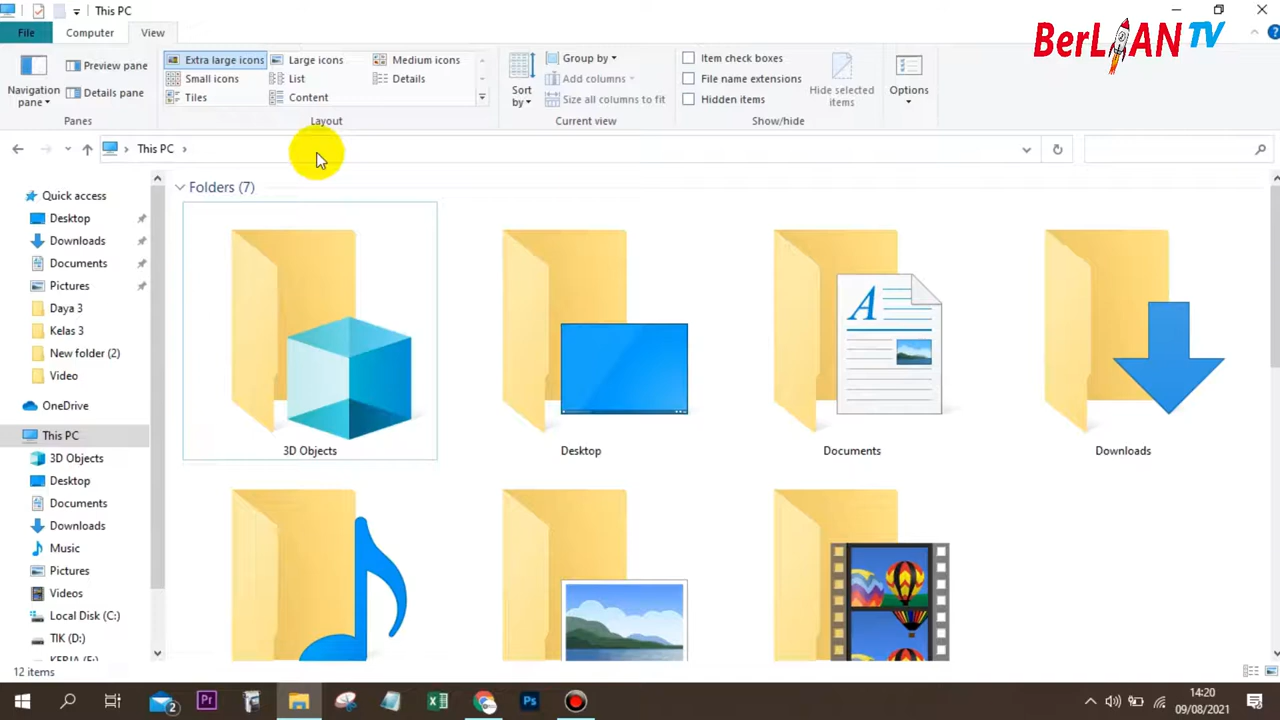 This PC
BerLIAN TV
File
Computer
View
Navigation pane
Preview pane
Details pane
Panes
Extra large icons
Large icons
Medium icons
Small icons
List
Details
Tiles
Content
Layout
Sort by
Group by
Add columns
Size all columns to fit
Current view
Item check boxes
File name extensions
Hidden items
Hide selected items
Show/hide
Options
This PC
Quick access
Desktop
Downloads
Documents
Pictures
Daya 3
Kelas 3
New folder (2)
Video
OneDrive
This PC
3D Objects
Desktop
Documents
Downloads
Music
Pictures
Videos
Local Disk (C:)
TIK (D:)
Folders (7)
3D Objects
Desktop
Documents
Downloads
A
12 items
2
Pr
Ps
14:20
09/08/2021